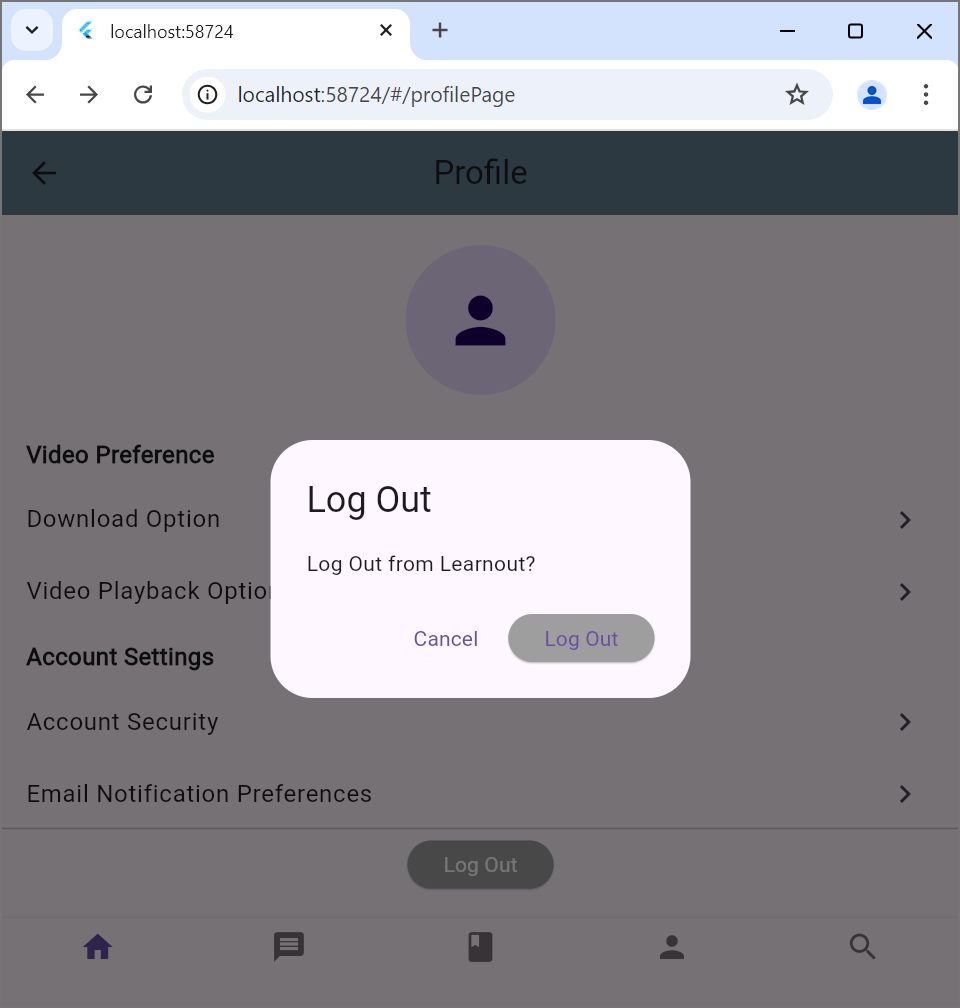 localhost:58724
localhost:58724/#/profilePage
Profile
Video Preference
Download Option
Video Playback Option
Account Settings
Account Security
Email Notification Preferences
Log Out
Log Out from Learnout?
Cancel
Log Out
Log Out